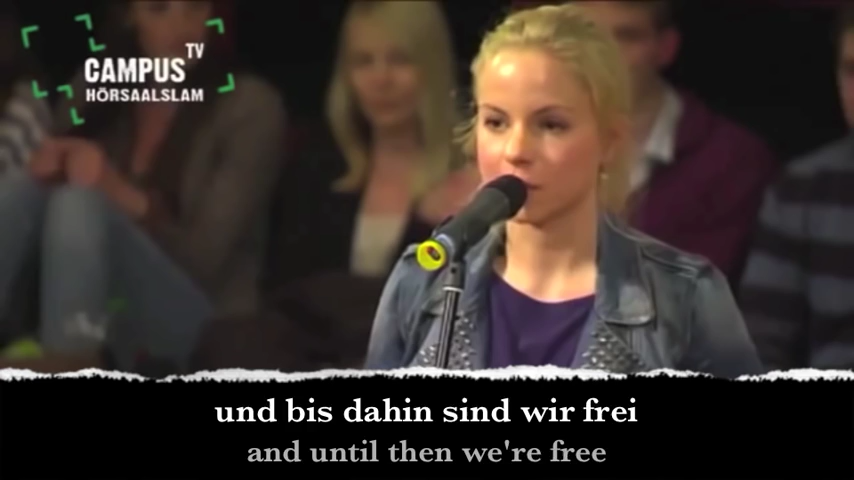 CAMPUS TV
HÖRSAALSLAM
und bis dahin sind wir frei
and until then we're free